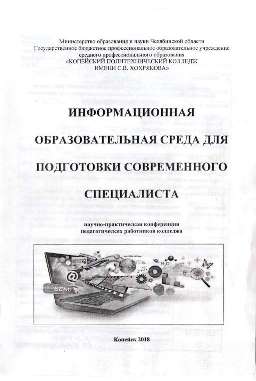 Министерство образования и науки Челябинской области
Государственное бюджетное профессиональное образовательное учреждение
среднего профессионального образования
«КОПЕЙСКИЙ ПОЛИТЕХНИЧЕСКИЙ КОЛЛЕДЖ
ИМЕНИ С.В. ХОХРЯКОВА»
ИНФОРМАЦИОННАЯ
ОБРАЗОВАТЕЛЬНАЯ СРЕДА ДЛЯ
ПОДГОТОВКИ СОВРЕМЕННОГО
СПЕЦИАЛИСТА
научно-практическая конференция
педагогических работников колледжа
@
Копейск 2018